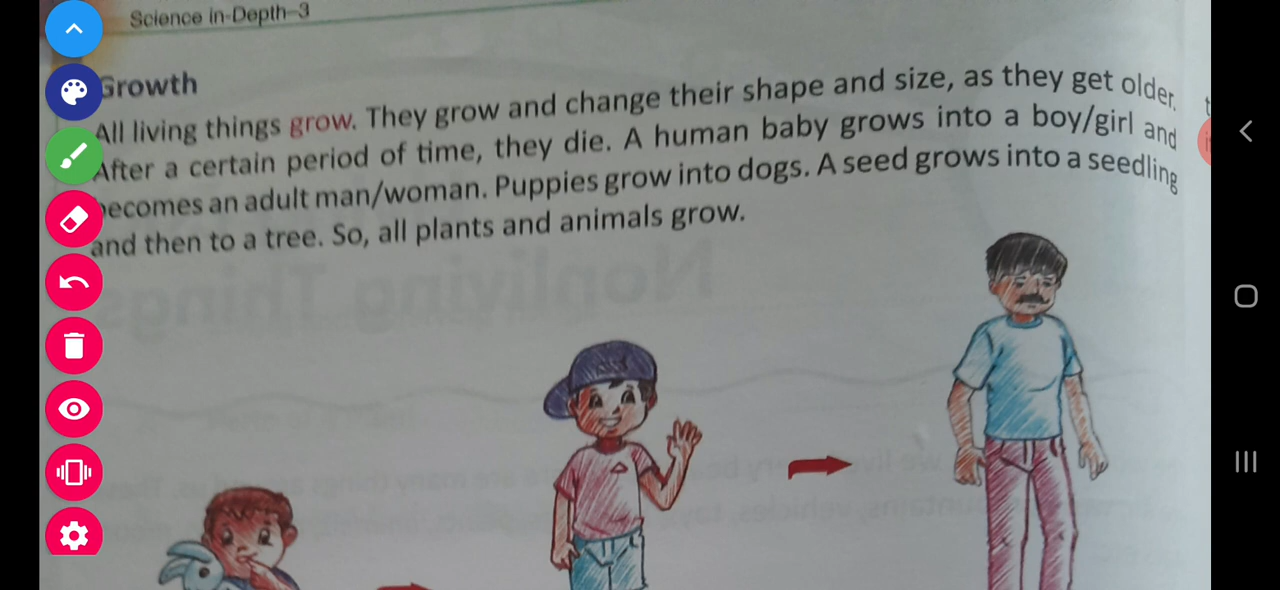 Science in-Depth–3
Growth
All living things grow. They grow and change their shape and size, as they get older.
After a certain period of time, they die. A human baby grows into a boy/girl and
becomes an adult man/woman. Puppies grow into dogs. A seed grows into a seedling
and then to a tree. So, all plants and animals grow.
Nonliving Things